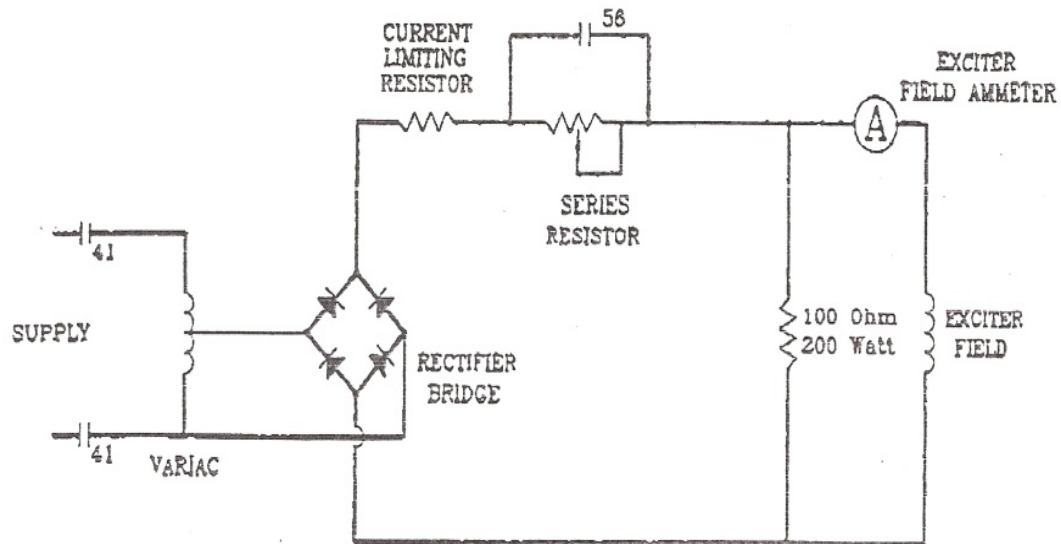 56
CURRENT
LIMITING
RESISTOR
EXCITER
FIELD AMMETER
A
SERIES
RESISTOR
41
SUPPLY
RECTIFIER
BRIDGE
100 Ohm
200 Watt
EXCITER
FIELD
41
VARIAC